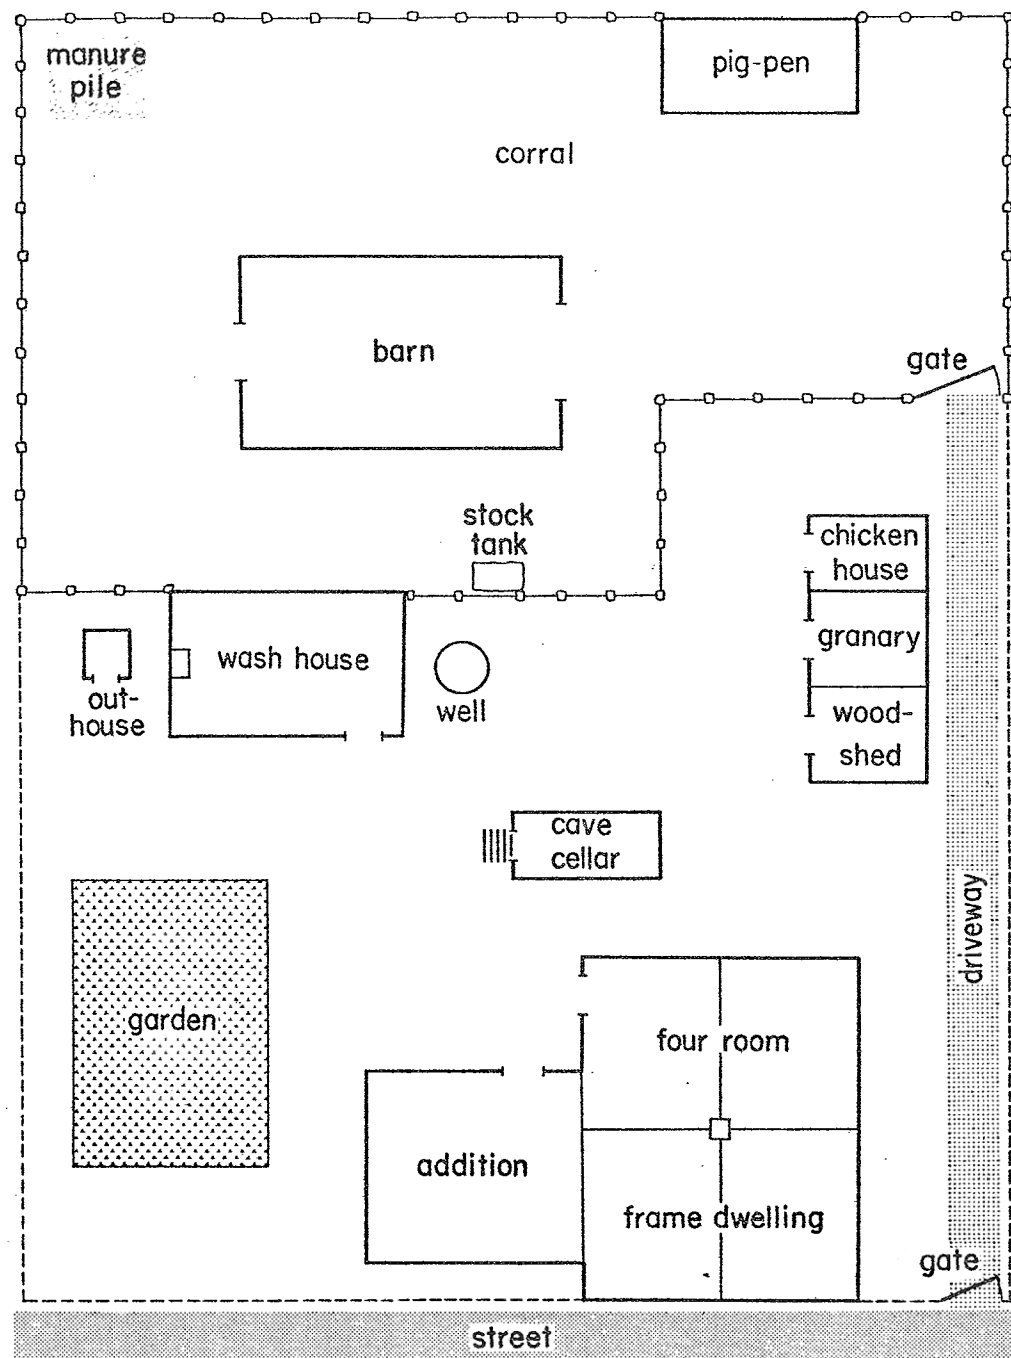 manure
pile
pig-pen
corral
barn
gate
stock
tank
chicken
house
wash house
granary
out-
house
well
wood-
shed
cave
cellar
driveway
garden
four room
addition
frame dwelling
gate
street